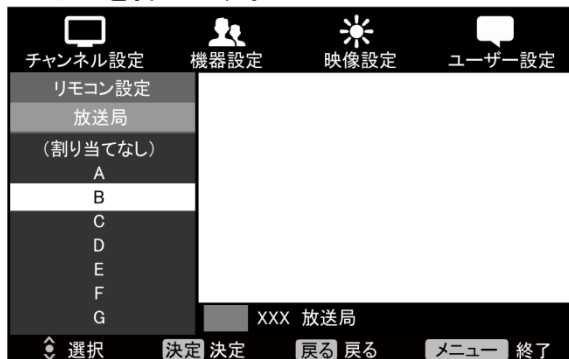 チャンネル設定 機器設定 映像設定 ユーザー設定
リモコン設定
放送局
(割り当てなし)
A
B
C
D
E
F
G
XXX 放送局
選択 決定 決定 戻る 戻る メニュー 終了